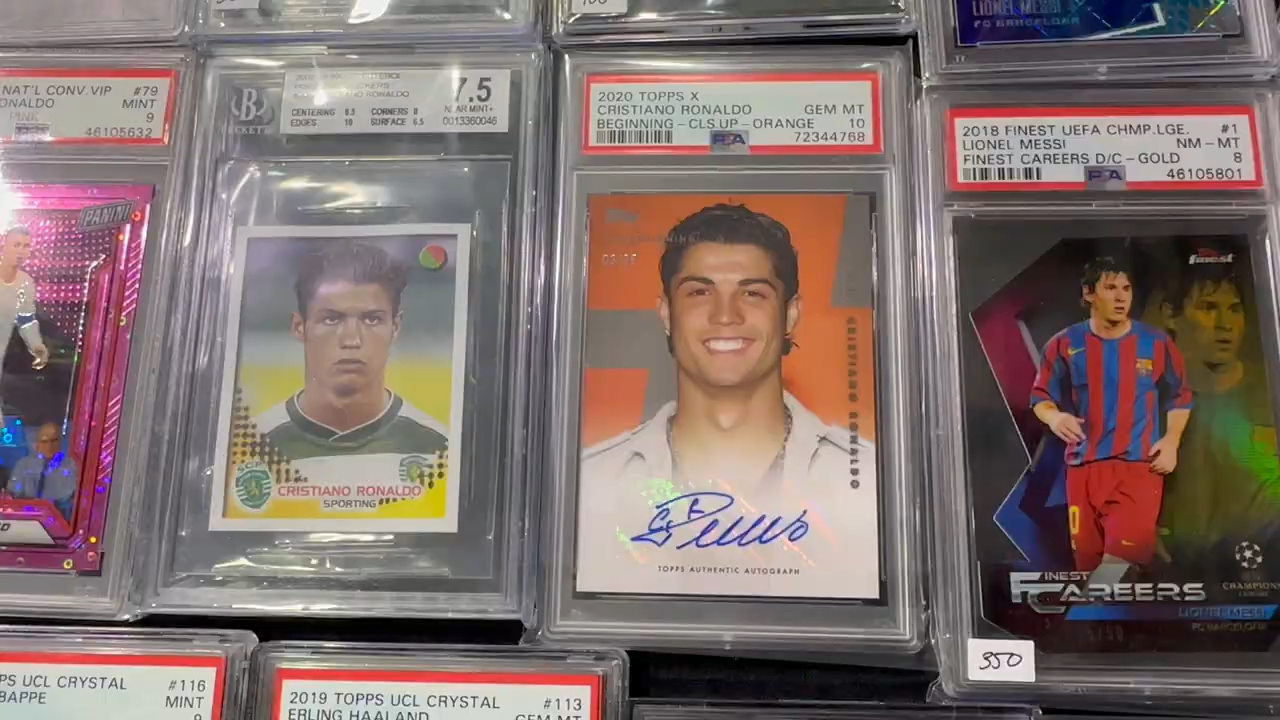 LIONEL MESSI
FC BARCELONA
NAT'L CONV.VIP #79
ONALDO MINT
PINK 9
46105632
PANINI
BECKETT
7.5
NEAR MINT+
CENTERING 8.5 CORNERS 8
EDGES 10 SURFACE 6.5
0013360046
CRISTIANO RONALDO
SPORTING
2020 TOPPS X
CRISTIANO RONALDO GEM MT
BEGINNING - CLS UP - ORANGE 10
PSA 72344768
CRISTIANO RONALDO
TOPPS AUTHENTIC AUTOGRAPH
2018 FINEST UEFA CHMP.LGE. #1
LIONEL MESSI NM - MT
FINEST CAREERS D/C - GOLD 8
PSA 46105801
finest
FINEST
CAREERS
CHAMPIONS
LIONEL MESSI
FC BARCELONA
350
PS UCL CRYSTAL #116
BAPPE MINT
9
2019 TOPPS UCL CRYSTAL #113
ERLING HAALAND GEM MT